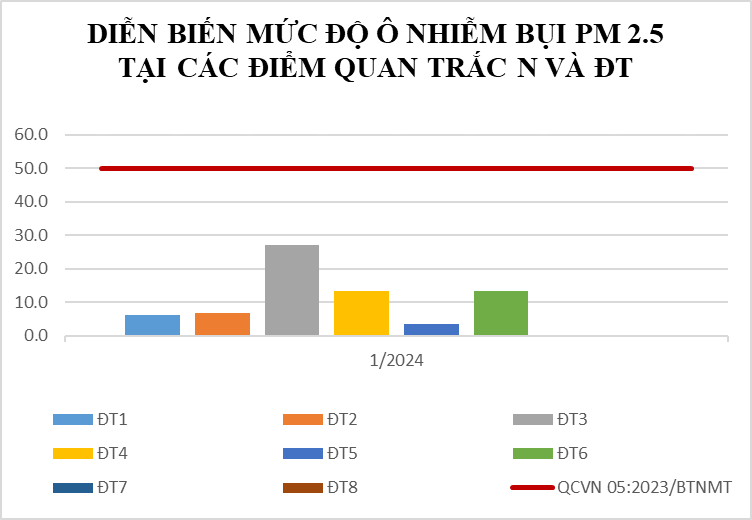 DIỄN BIẾN MỨC ĐỘ Ô NHIỄM BỤI PM 2.5
TẠI CÁC ĐIỂM QUAN TRẮC N VÀ ĐT
60.0
50.0
40.0
30.0
20.0
10.0
0.0
1/2024
ĐT1 ĐT2 ĐT3
ĐT4 ĐT5 ĐT6
ĐT7 ĐT8 QCVN 05:2023/BTNMT